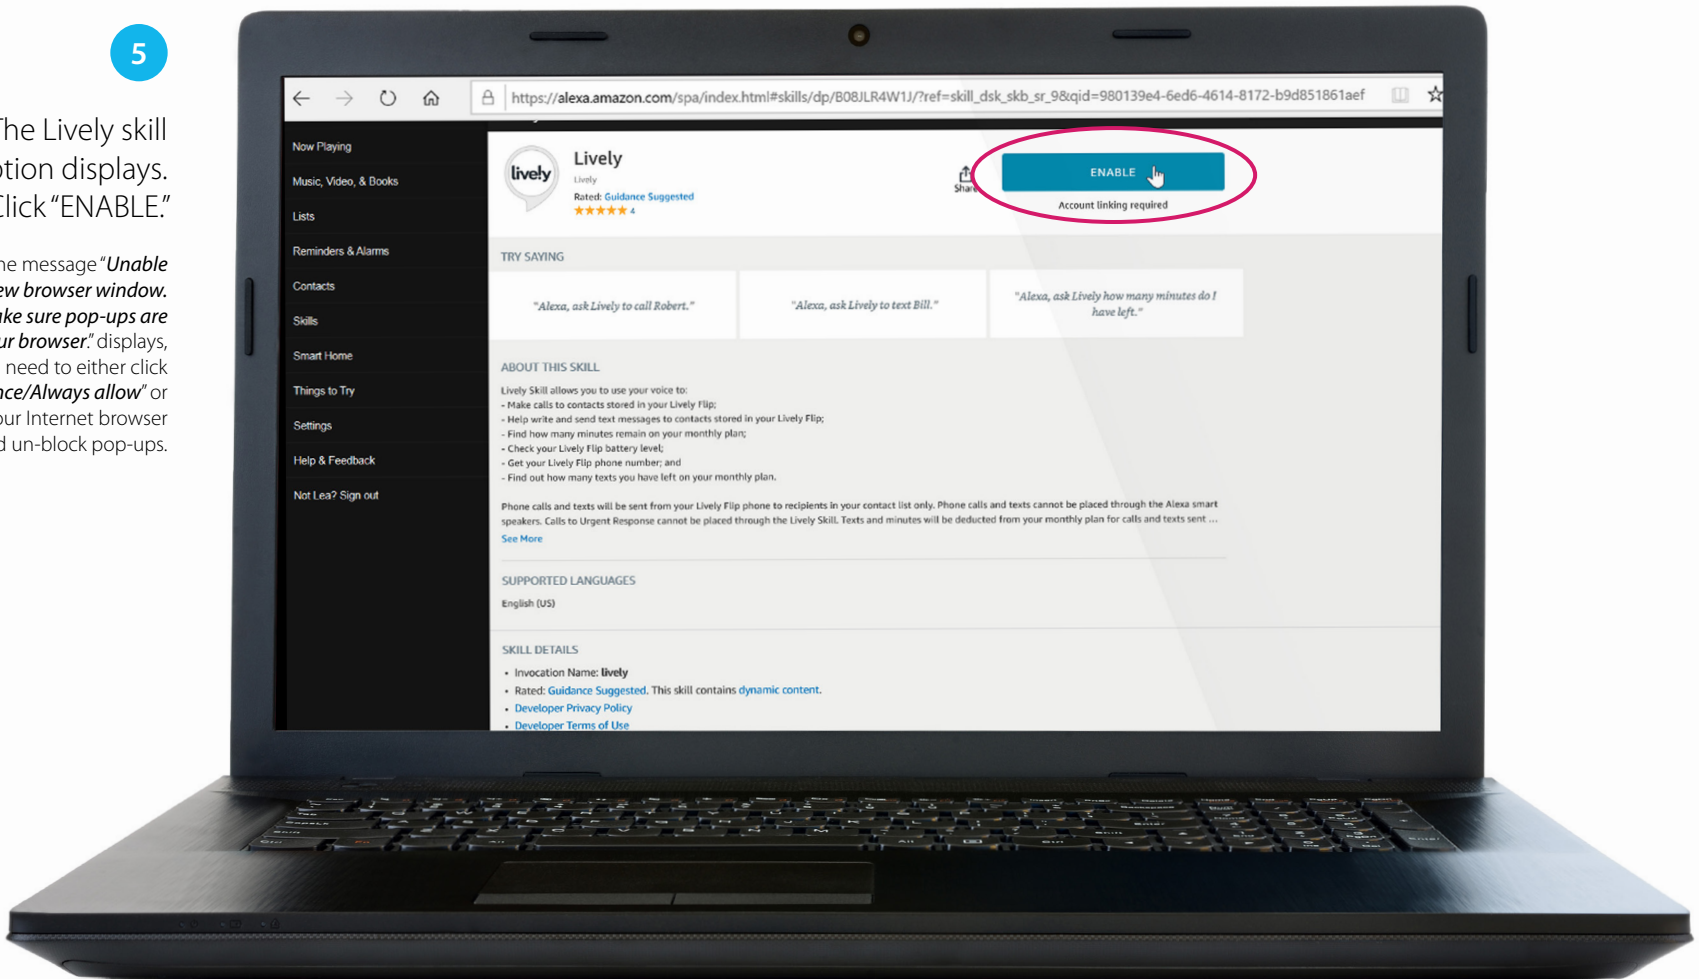 5
The Lively skill
ption displays.
Click “ENABLE.”
he message “Unable
ew browser window.
ake sure pop-ups are
ur browser.” displays,
need to either click
nce/Always allow” or
our Internet browser
d un-block pop-ups.
https://alexa.amazon.com/spa/index.html#skills/dp/B08JLR4W1J/?ref=skill_dsk_skb_sr_9&qid=980139e4-6ed6-4614-8172-b9d851861aef
Now Playing
Music, Video, & Books
Lists
Reminders & Alarms
Contacts
Skills
Smart Home
Things to Try
Settings
Help & Feedback
Not Lea? Sign out
lively
Lively
Lively
Rated: Guidance Suggested
4
Share
ENABLE
Account linking required
TRY SAYING
"Alexa, ask Lively to call Robert."
"Alexa, ask Lively to text Bill."
"Alexa, ask Lively how many minutes do I
have left."
ABOUT THIS SKILL
Lively Skill allows you to use your voice to:
- Make calls to contacts stored in your Lively Flip;
- Help write and send text messages to contacts stored in your Lively Flip;
- Find how many minutes remain on your monthly plan;
- Check your Lively Flip battery level;
- Get your Lively Flip phone number; and
- Find out how many texts you have left on your monthly plan.
Phone calls and texts will be sent from your Lively Flip phone to recipients in your contact list only. Phone calls and texts cannot be placed through the Alexa smart
speakers. Calls to Urgent Response cannot be placed through the Lively Skill. Texts and minutes will be deducted from your monthly plan for calls and texts sent ...
See More
SUPPORTED LANGUAGES
English (US)
SKILL DETAILS
• Invocation Name: lively
• Rated: Guidance Suggested. This skill contains dynamic content.
• Developer Privacy Policy
• Developer Terms of Use